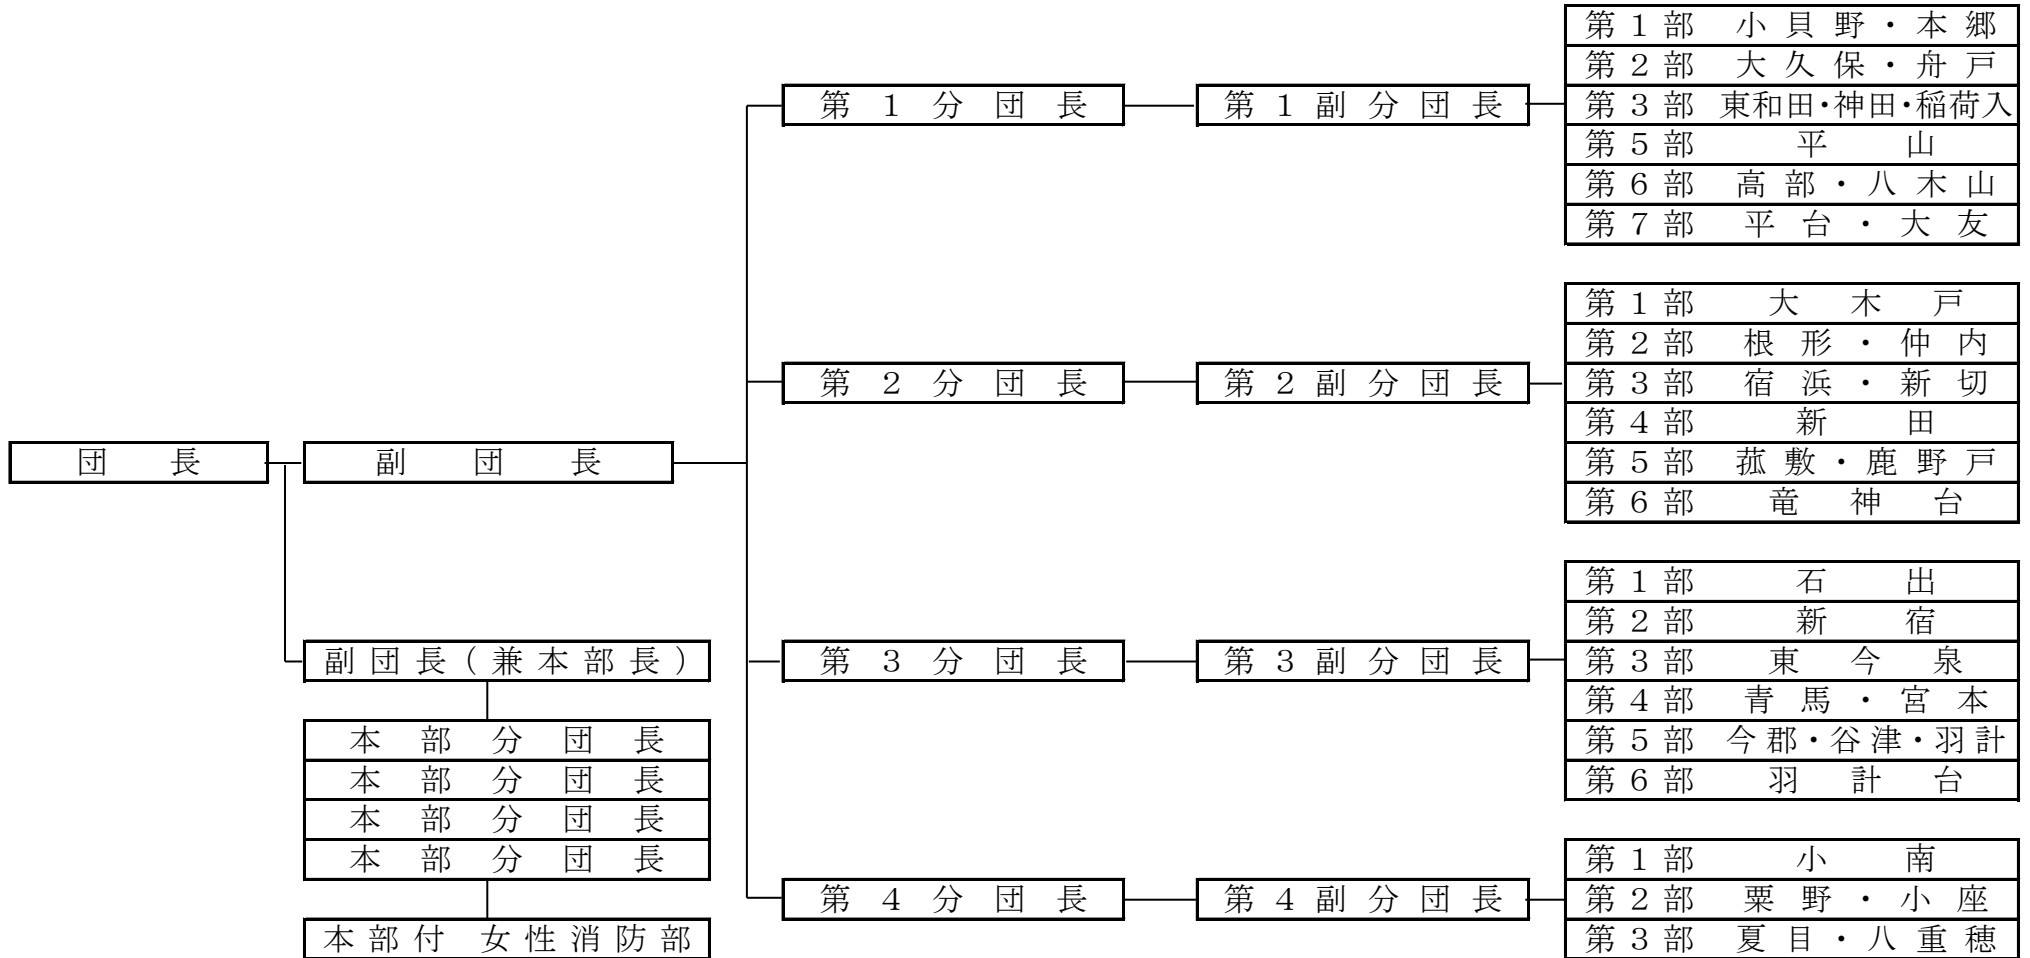 団長
副団長
副団長(兼本部長)
本部分団長
本部分団長
本部分団長
本部分団長
本部付 女性消防部
第1分団長
第1副分団長
第1部 小貝野・本郷
第2部 大久保・舟戸
第3部 東和田・神田・稲荷入
第5部 平山
第6部 高部・八木山
第7部 平台・大友
第2分団長
第2副分団長
第1部 大木戸
第2部 根形・仲内
第3部 宿浜・新切
第4部 新田
第5部 菰敷・鹿野戸
第6部 竜神台
第3分団長
第3副分団長
第1部 石出
第2部 新宿
第3部 東今泉
第4部 青馬・宮本
第5部 今郡・谷津・羽計
第6部 羽計台
第4分団長
第4副分団長
第1部 小南
第2部 粟野・小座
第3部 夏目・八重穂